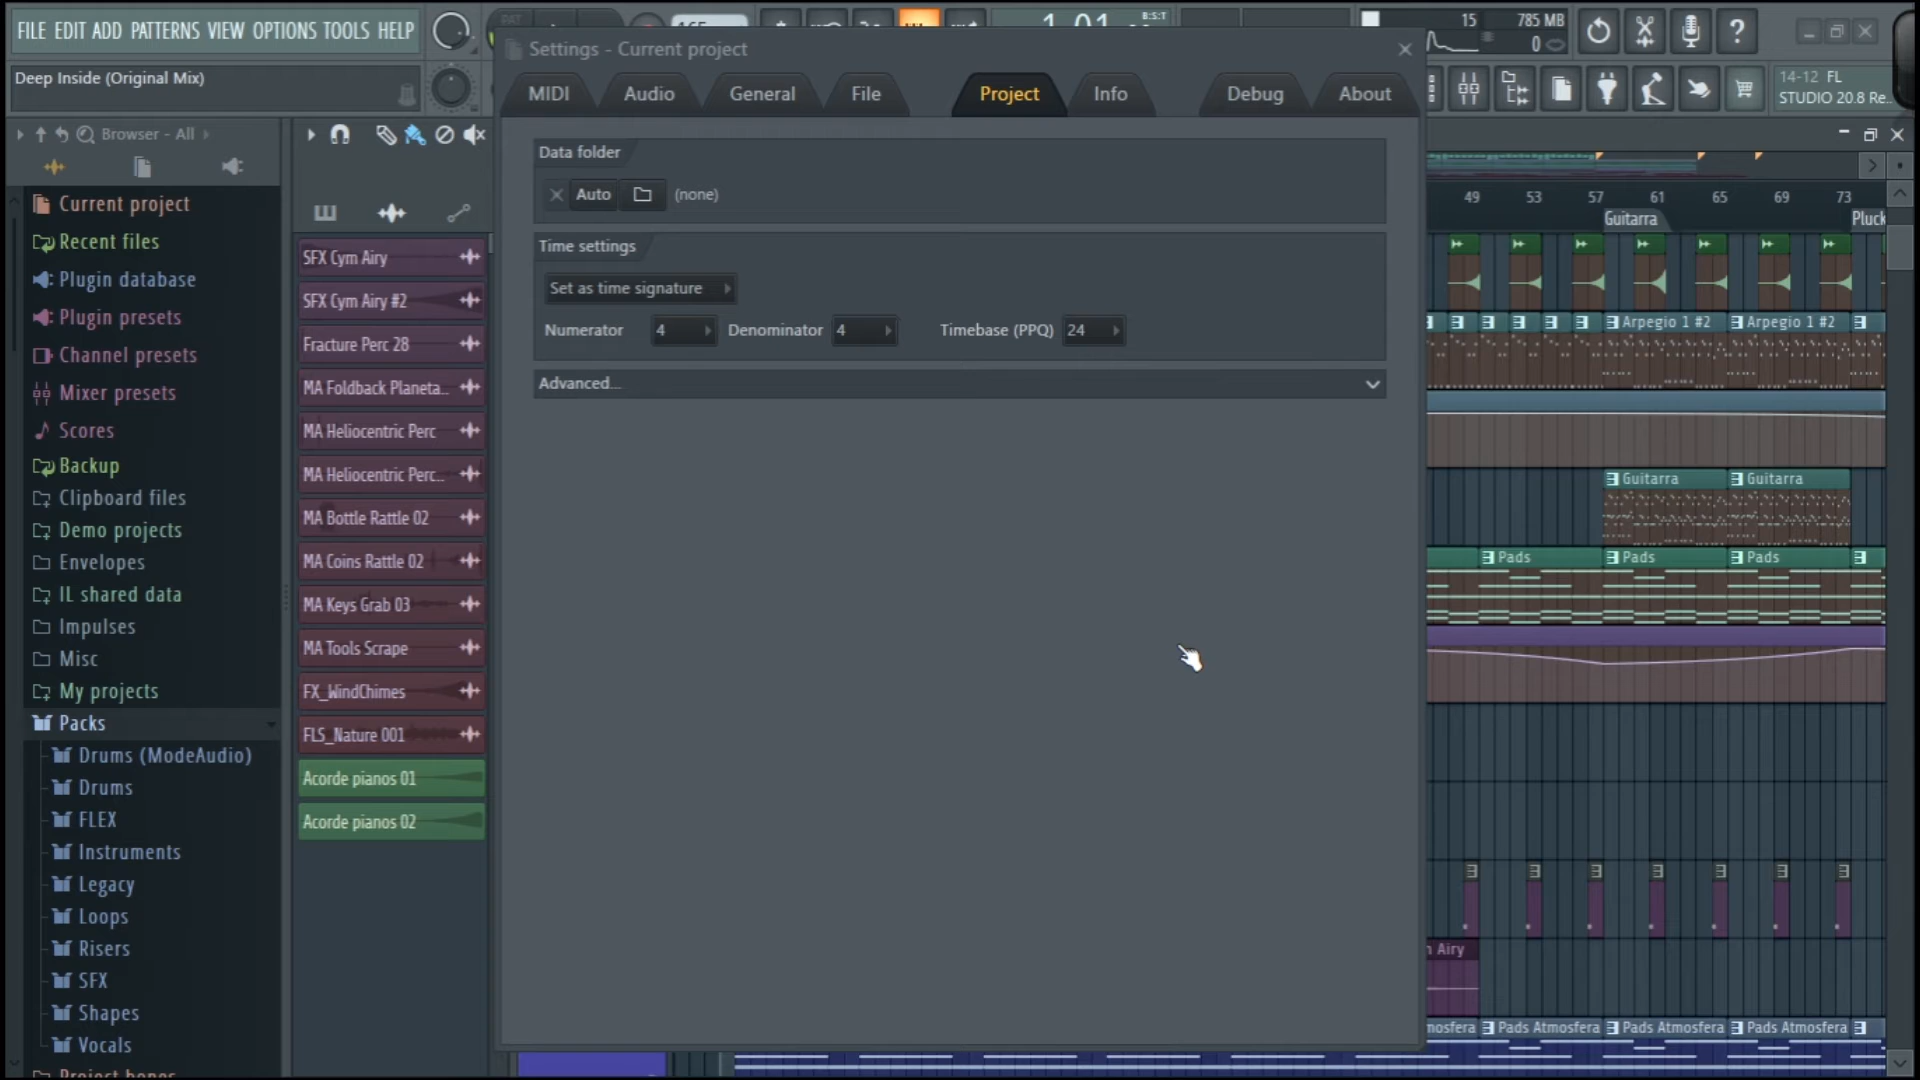 FILE EDIT ADD PATTERNS VIEW OPTIONS TOOLS HELP
Deep Inside (Original Mix)
15
785 MB
0
B:S:T
14-12 FL
STUDIO 20.8 Re..
Settings - Current project
MIDI
Audio
General
File
Project
Info
Debug
About
Data folder
Auto
(none)
Time settings
Set as time signature
Numerator
4
Denominator
4
Timebase (PPQ)
24
Advanced...
Browser - All
Current project
Recent files
Plugin database
Plugin presets
Channel presets
Mixer presets
Scores
Backup
Clipboard files
Demo projects
Envelopes
IL shared data
Impulses
Misc
My projects
Packs
Drums (ModeAudio)
Drums
FLEX
Instruments
Legacy
Loops
Risers
SFX
Shapes
Vocals
SFX Cym Airy
SFX Cym Airy #2
Fracture Perc 28
MA Foldback Planeta..
MA Heliocentric Perc
MA Heliocentric Perc..
MA Bottle Rattle 02
MA Coins Rattle 02
MA Keys Grab 03
MA Tools Scrape
FX_WindChimes
FLS_Nature 001
Acorde pianos 01
Acorde pianos 02
49 53 57 61 65 69 73
Guitarra
Pluck
Arpegio 1 #2
Arpegio 1 #2
Guitarra
Guitarra
Pads
Pads
Pads
n Airy
mosfera
Pads Atmosfera
Pads Atmosfera
Pads Atmosfera